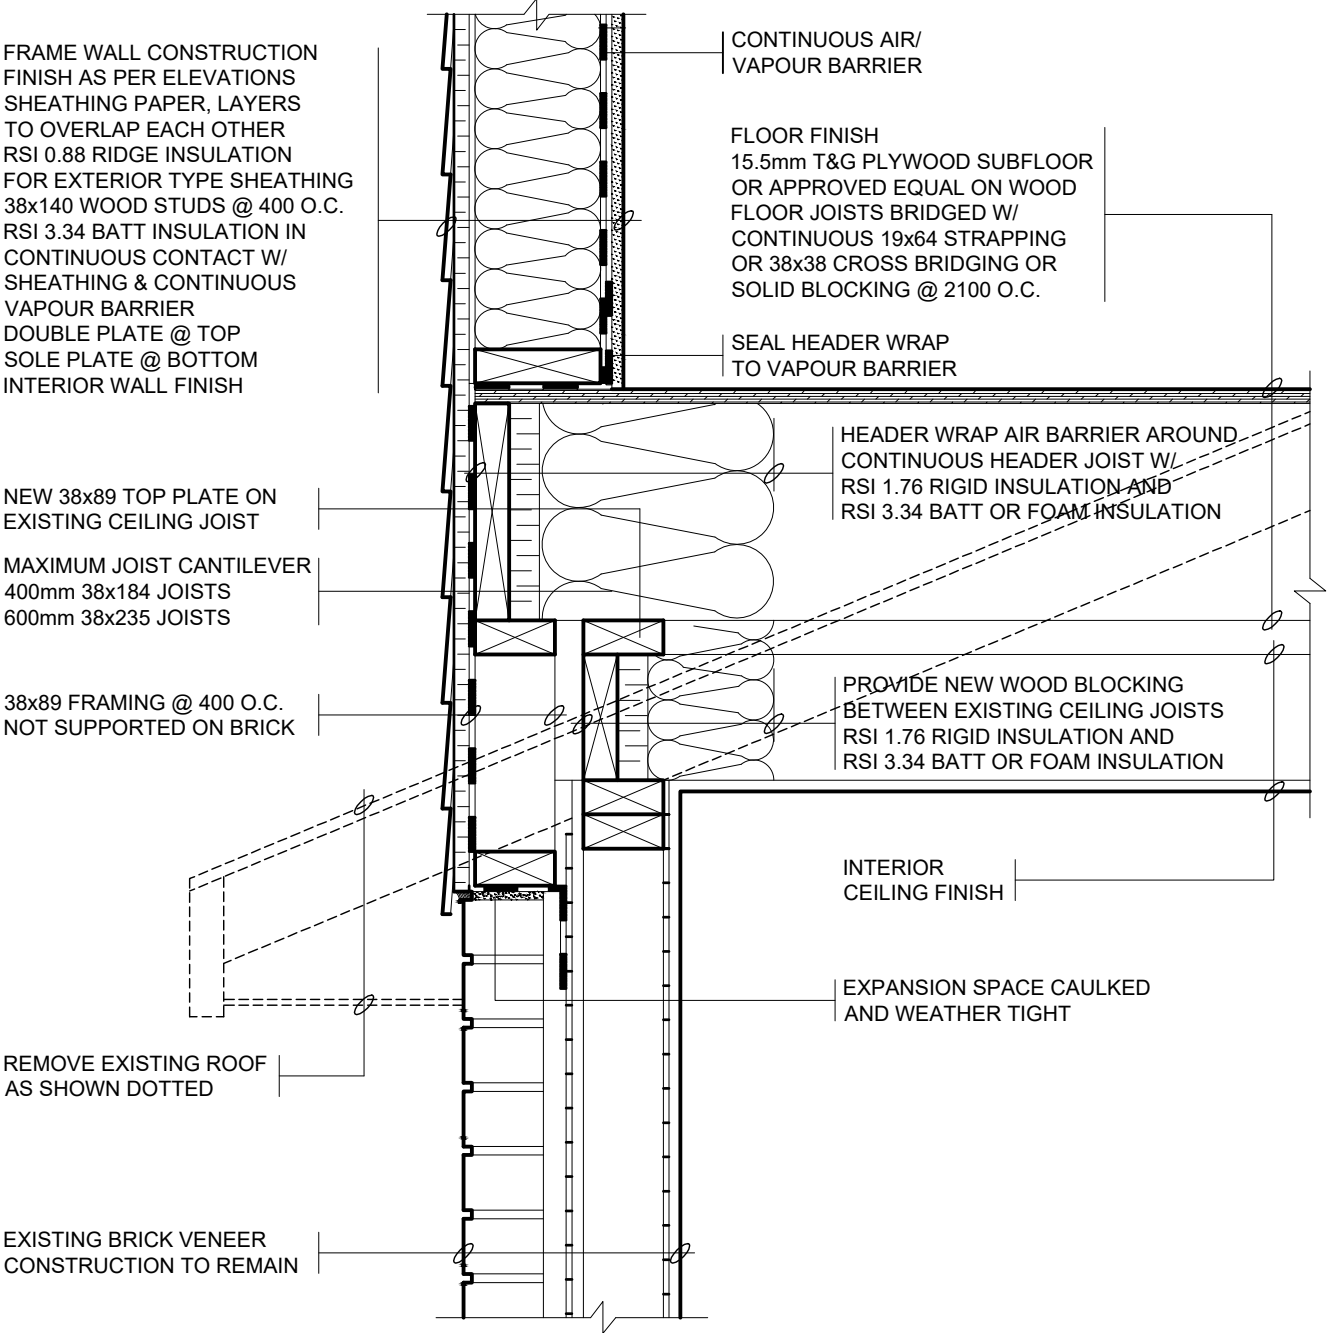 FRAME WALL CONSTRUCTION
FINISH AS PER ELEVATIONS
SHEATHING PAPER, LAYERS
TO OVERLAP EACH OTHER
RSI 0.88 RIDGE INSULATION
FOR EXTERIOR TYPE SHEATHING
38x140 WOOD STUDS @ 400 O.C.
RSI 3.34 BATT INSULATION IN
CONTINUOUS CONTACT W/
SHEATHING & CONTINUOUS
VAPOUR BARRIER
DOUBLE PLATE @ TOP
SOLE PLATE @ BOTTOM
INTERIOR WALL FINISH
NEW 38x89 TOP PLATE ON
EXISTING CEILING JOIST
MAXIMUM JOIST CANTILEVER
400mm 38x184 JOISTS
600mm 38x235 JOISTS
38x89 FRAMING @ 400 O.C.
NOT SUPPORTED ON BRICK
REMOVE EXISTING ROOF
AS SHOWN DOTTED
EXISTING BRICK VENEER
CONSTRUCTION TO REMAIN
CONTINUOUS AIR/
VAPOUR BARRIER
FLOOR FINISH
15.5mm T&G PLYWOOD SUBFLOOR
OR APPROVED EQUAL ON WOOD
FLOOR JOISTS BRIDGED W/
CONTINUOUS 19x64 STRAPPING
OR 38x38 CROSS BRIDGING OR
SOLID BLOCKING @ 2100 O.C.
SEAL HEADER WRAP
TO VAPOUR BARRIER
HEADER WRAP AIR BARRIER AROUND
CONTINUOUS HEADER JOIST W/
RSI 1.76 RIGID INSULATION AND
RSI 3.34 BATT OR FOAM INSULATION
PROVIDE NEW WOOD BLOCKING
BETWEEN EXISTING CEILING JOISTS
RSI 1.76 RIGID INSULATION AND
RSI 3.34 BATT OR FOAM INSULATION
INTERIOR
CEILING FINISH
EXPANSION SPACE CAULKED
AND WEATHER TIGHT